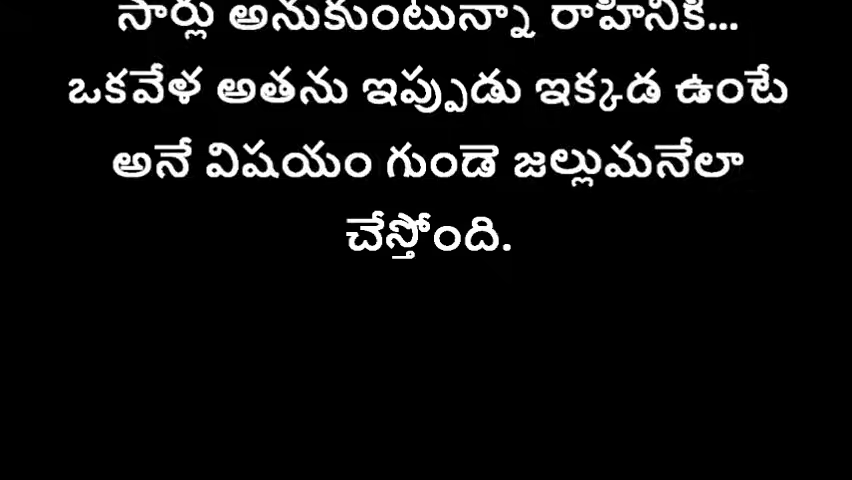 సార్లు అనుకుంటున్నా రాహినికి...
ఒకవేళ అతను ఇప్పుడు ఇక్కడ ఉంటే
అనే విషయం గుండె జల్లుమనేలా
చేస్తోంది.